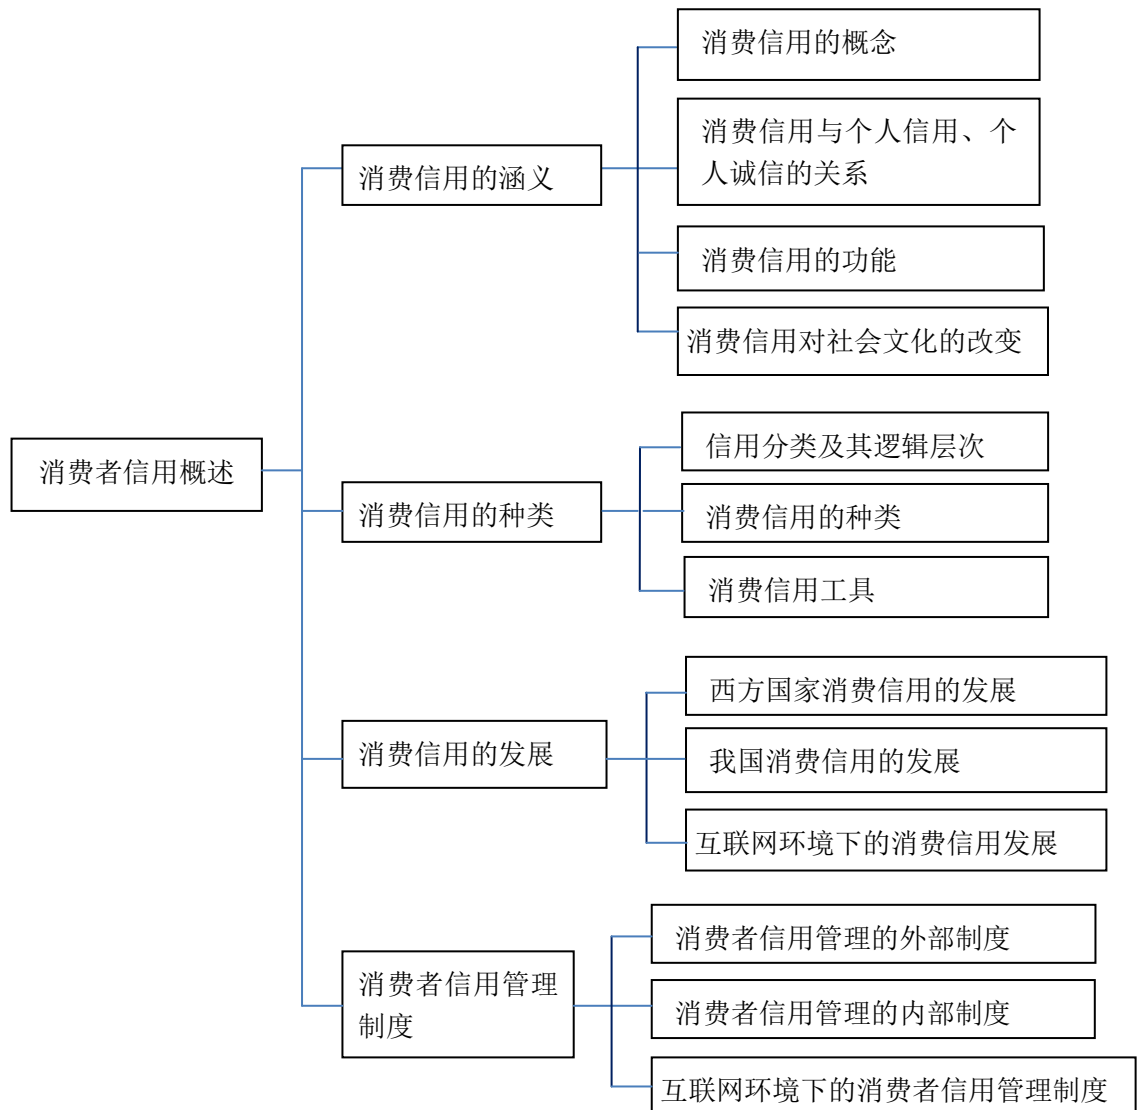 消费者信用概述
消费信用的涵义
消费信用的概念
消费信用与个人信用、个
人诚信的关系
消费信用的功能
消费信用对社会文化的改变
消费信用的种类
信用分类及其逻辑层次
消费信用的种类
消费信用工具
消费信用的发展
西方国家消费信用的发展
我国消费信用的发展
互联网环境下的消费信用发展
消费者信用管理
制度
消费者信用管理的外部制度
消费者信用管理的内部制度
互联网环境下的消费者信用管理制度